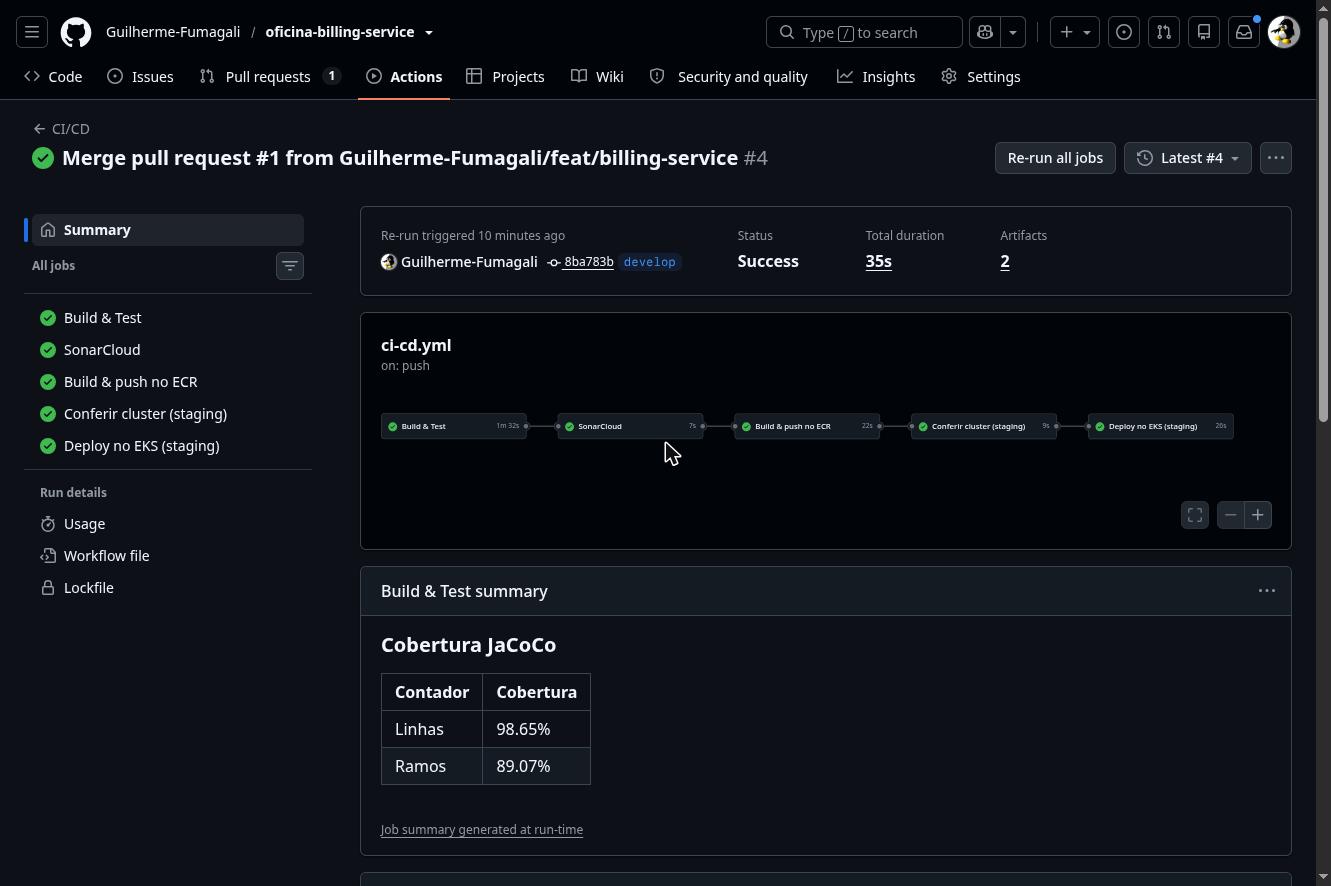 Guilherme-Fumagali / oficina-billing-service
Type / to search
Code Issues Pull requests 1 Actions Projects Wiki Security and quality Insights Settings
CI/CD
Merge pull request #1 from Guilherme-Fumagali/feat/billing-service #4
Re-run all jobs
Latest #4
Summary
All jobs
Build & Test
SonarCloud
Build & push no ECR
Conferir cluster (staging)
Deploy no EKS (staging)
Run details
Usage
Workflow file
Lockfile
Re-run triggered 10 minutes ago
Guilherme-Fumagali 8ba783b develop
Status
Success
Total duration
35s
Artifacts
2
ci-cd.yml
on: push
Build & Test 1m 32s
SonarCloud 7s
Build & push no ECR 22s
Conferir cluster (staging) 9s
Deploy no EKS (staging) 26s
Build & Test summary
Cobertura JaCoCo
Contador Cobertura
Linhas 98.65%
Ramos 89.07%
Job summary generated at run-time